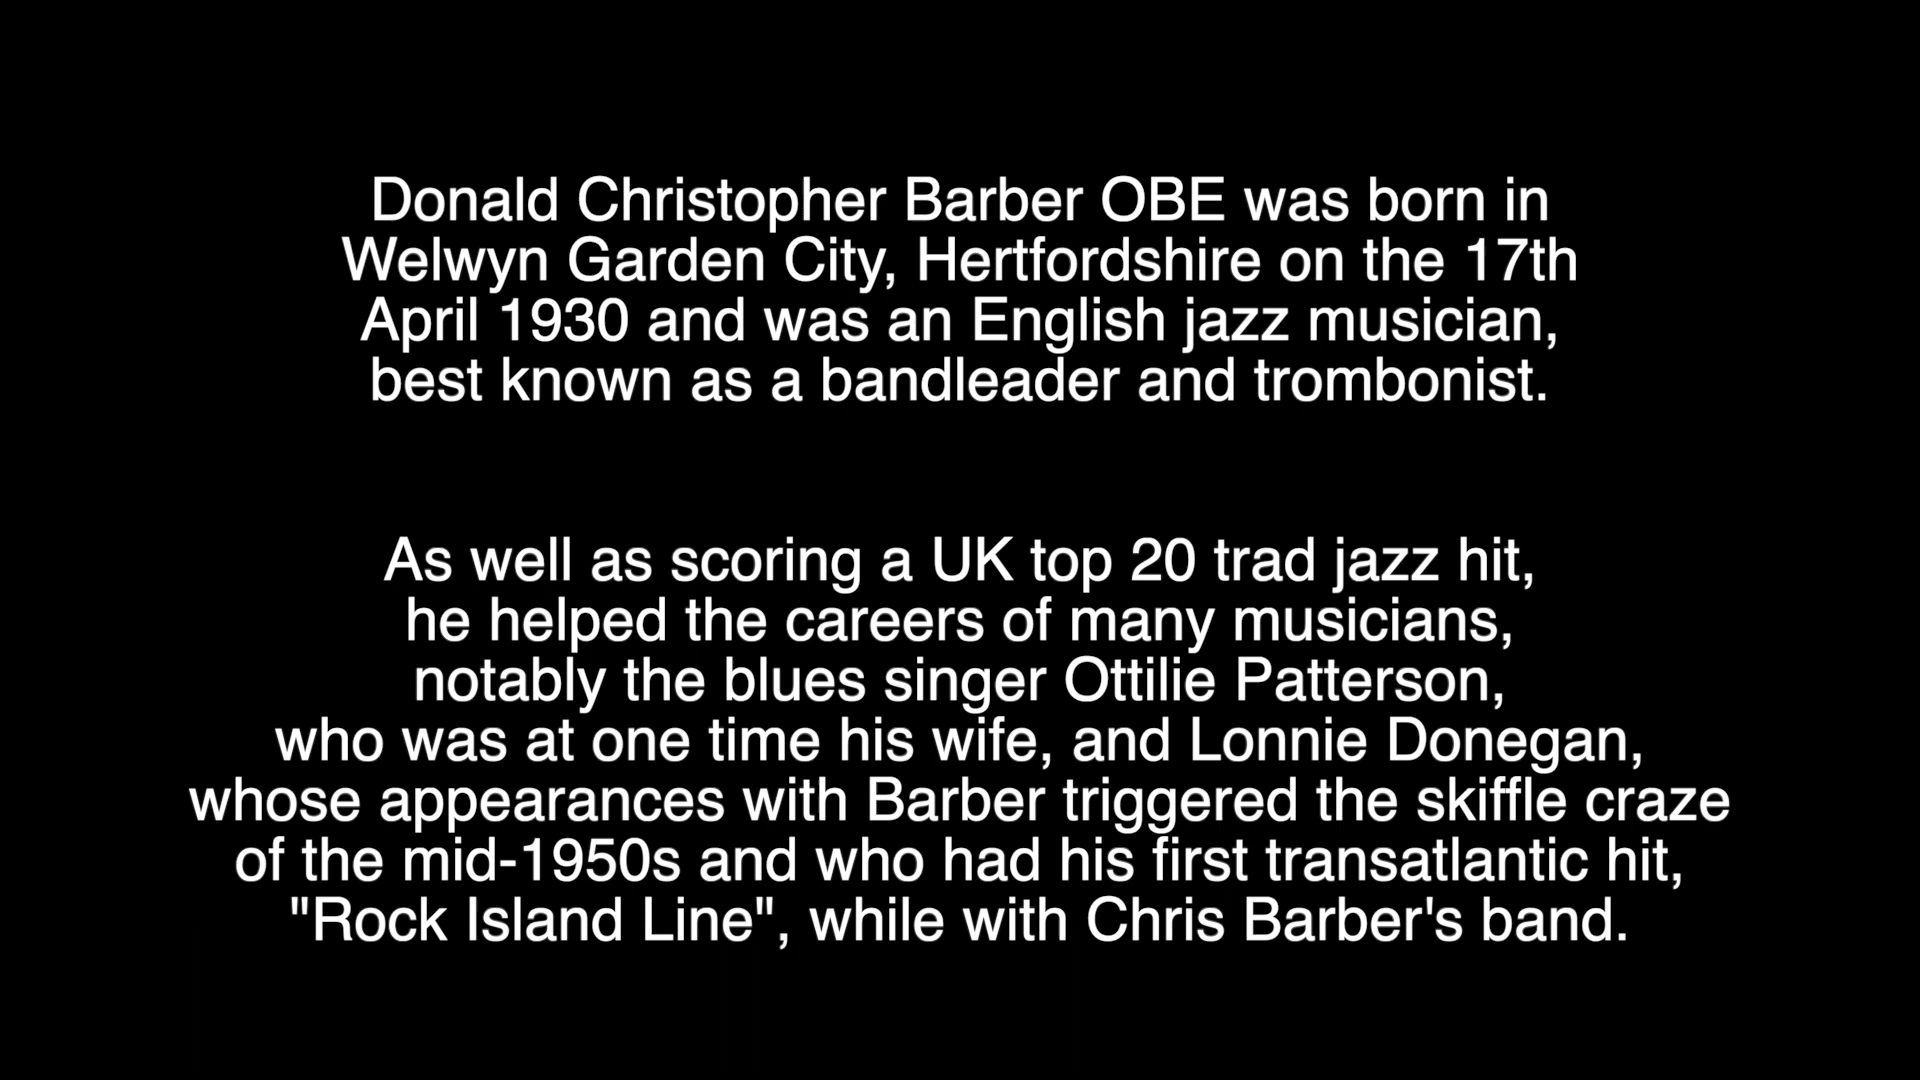 Donald Christopher Barber OBE was born in
Welwyn Garden City, Hertfordshire on the 17th
April 1930 and was an English jazz musician,
best known as a bandleader and trombonist.
As well as scoring a UK top 20 trad jazz hit,
he helped the careers of many musicians,
notably the blues singer Ottilie Patterson,
who was at one time his wife, and Lonnie Donegan,
whose appearances with Barber triggered the skiffle craze
of the mid-1950s and who had his first transatlantic hit,
"Rock Island Line", while with Chris Barber's band.